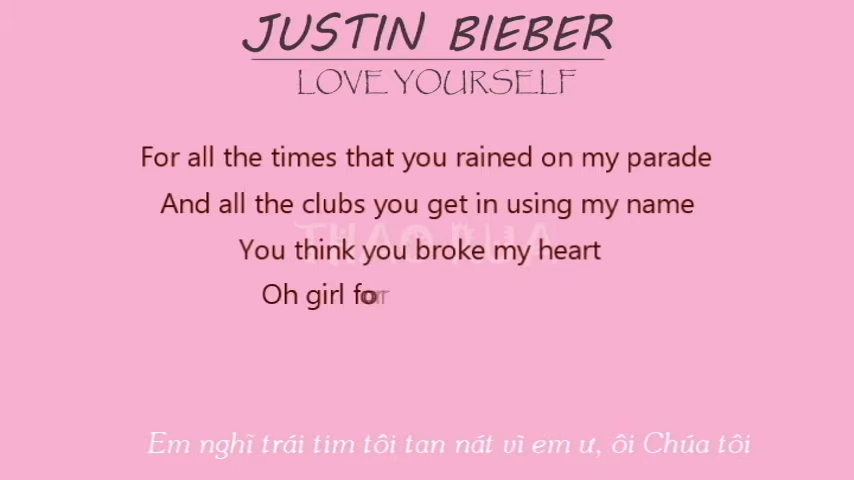 JUSTIN BIEBER
LOVE YOURSELF
For all the times that you rained on my parade
And all the clubs you get in using my name
You think you broke my heart
Oh girl for
Em nghĩ trái tim tôi tan nát vì em ư, ôi Chúa tôi